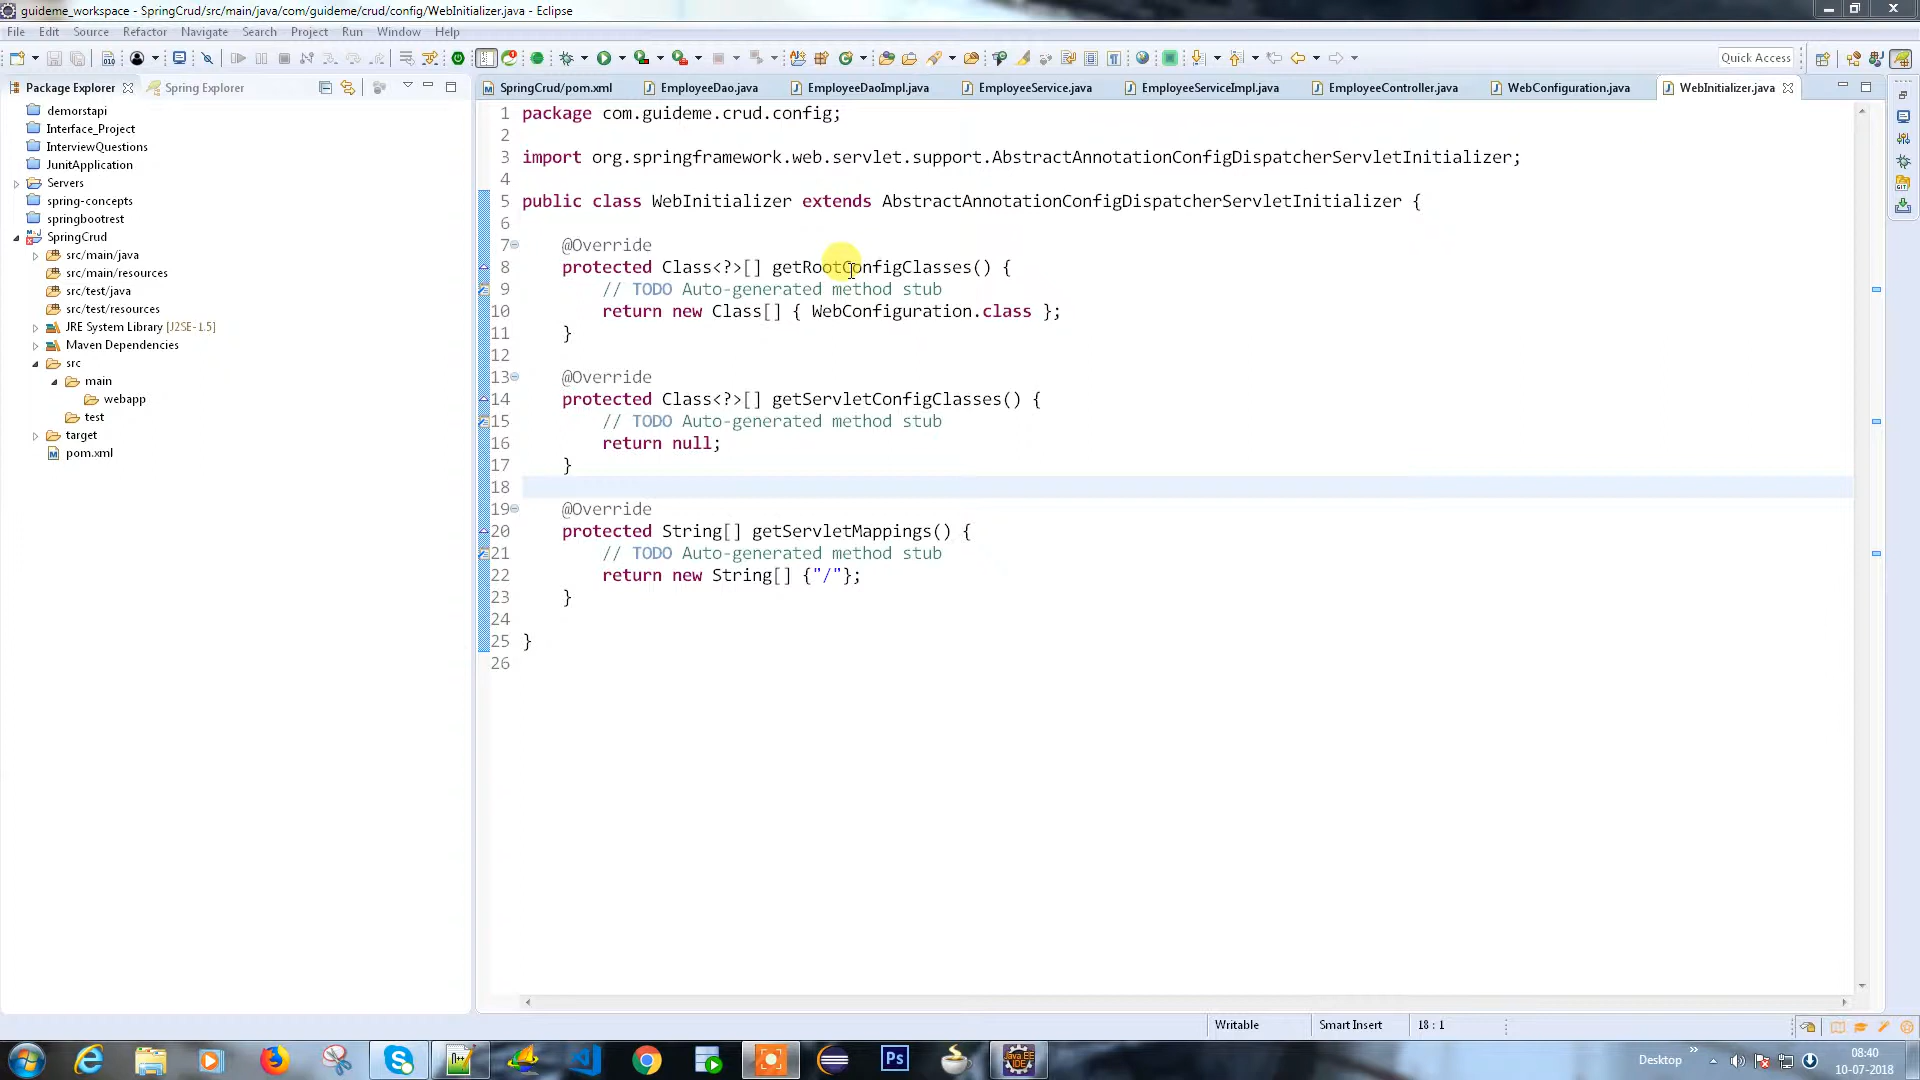 guideme_workspace - SpringCrud/src/main/java/com/guideme/crud/config/WebInitializer.java - Eclipse
File Edit Source Refactor Navigate Search Project Run Window Help
Quick Access
Package Explorer Spring Explorer
SpringCrud/pom.xml EmployeeDao.java EmployeeDaoImpl.java EmployeeService.java EmployeeServiceImpl.java EmployeeController.java WebConfiguration.java WebInitializer.java
demorstapi
Interface_Project
InterviewQuestions
JunitApplication
Servers
spring-concepts
springbootrest
SpringCrud
src/main/java
src/main/resources
src/test/java
src/test/resources
JRE System Library [J2SE-1.5]
Maven Dependencies
src
main
webapp
test
target
pom.xml
1 package com.guideme.crud.config;
2
3 import org.springframework.web.servlet.support.AbstractAnnotationConfigDispatcherServletInitializer;
4
5 public class WebInitializer extends AbstractAnnotationConfigDispatcherServletInitializer {
6
7 @Override
8 protected Class<?>[] getRootConfigClasses() {
9 // TODO Auto-generated method stub
10 return new Class[] { WebConfiguration.class };
11 }
12
13 @Override
14 protected Class<?>[] getServletConfigClasses() {
15 // TODO Auto-generated method stub
16 return null;
17 }
18
19 @Override
20 protected String[] getServletMappings() {
21 // TODO Auto-generated method stub
22 return new String[] {"/"};
23 }
24
25 }
26
Writable Smart Insert 18 : 1
Ps
Java EE
IDE
Desktop
08:40
10-07-2018